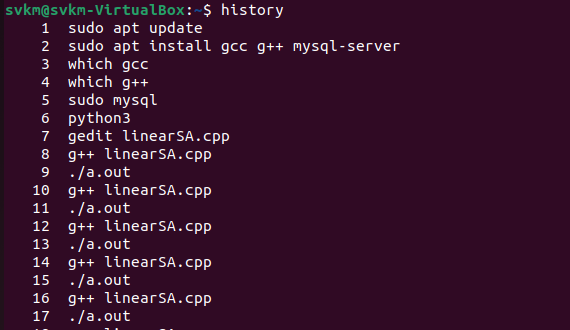 svkm@svkm-VirtualBox:~$ history
1 sudo apt update
2 sudo apt install gcc g++ mysql-server
3 which gcc
4 which g++
5 sudo mysql
6 python3
7 gedit linearSA.cpp
8 g++ linearSA.cpp
9 ./a.out
10 g++ linearSA.cpp
11 ./a.out
12 g++ linearSA.cpp
13 ./a.out
14 g++ linearSA.cpp
15 ./a.out
16 g++ linearSA.cpp
17 ./a.out